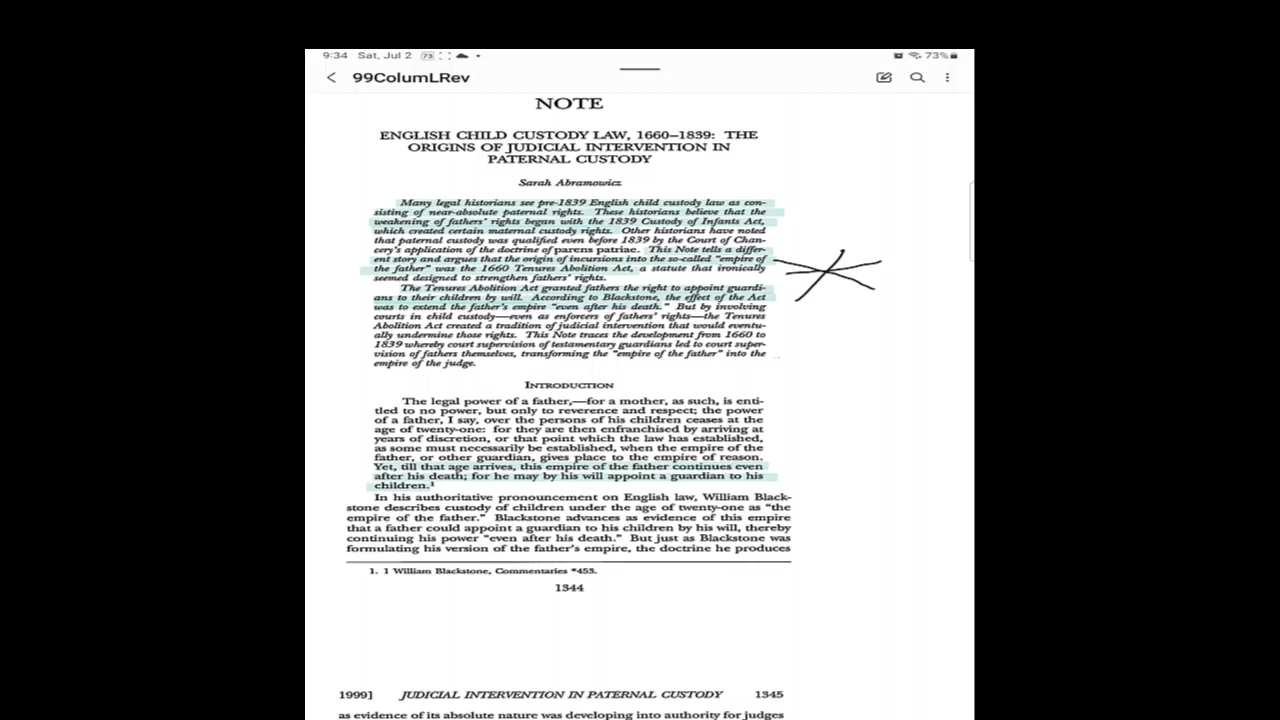 9:34 Sat, Jul 2 73 73%
99ColumLRev
NOTE
ENGLISH CHILD CUSTODY LAW, 1660–1839: THE
ORIGINS OF JUDICIAL INTERVENTION IN
PATERNAL CUSTODY
Sarah Abramowicz
Many legal historians see pre-1839 English child custody law as con-
sisting of near-absolute paternal rights. These historians believe that the
weakening of fathers' rights began with the 1839 Custody of Infants Act,
which created certain maternal custody rights. Other historians have noted
that paternal custody was qualified even before 1839 by the Court of Chan-
cery's application of the doctrine of parens patriae. This Note tells a differ-
ent story and argues that the origin of incursions into the so-called "empire of
the father" was the 1660 Tenures Abolition Act, a statute that ironically
seemed designed to strengthen fathers' rights.
The Tenures Abolition Act granted fathers the right to appoint guardi-
ans to their children by will. According to Blackstone, the effect of the Act
was to extend the father's empire "even after his death." But by involving
courts in child custody—even as enforcers of fathers' rights—the Tenures
Abolition Act created a tradition of judicial intervention that would eventu-
ally undermine those rights. This Note traces the development from 1660 to
1839 whereby court supervision of testamentary guardians led to court super-
vision of fathers themselves, transforming the "empire of the father" into the
empire of the judge.
INTRODUCTION
The legal power of a father,—for a mother, as such, is enti-
tled to no power, but only to reverence and respect; the power
of a father, I say, over the persons of his children ceases at the
age of twenty-one: for they are then enfranchised by arriving at
years of discretion, or that point which the law has established,
as some must necessarily be established, when the empire of the
father, or other guardian, gives place to the empire of reason.
Yet, till that age arrives, this empire of the father continues even
after his death; for he may by his will appoint a guardian to his
children.1
In his authoritative pronouncement on English law, William Black-
stone describes custody of children under the age of twenty-one as "the
empire of the father." Blackstone advances as evidence of this empire
that a father could appoint a guardian to his children by his will, thereby
continuing his power "even after his death." But just as Blackstone was
formulating his version of the father's empire, the doctrine he produces
1. 1 William Blackstone, Commentaries *453.
1344
1999] JUDICIAL INTERVENTION IN PATERNAL CUSTODY 1345
as evidence of its absolute nature was developing into authority for judges